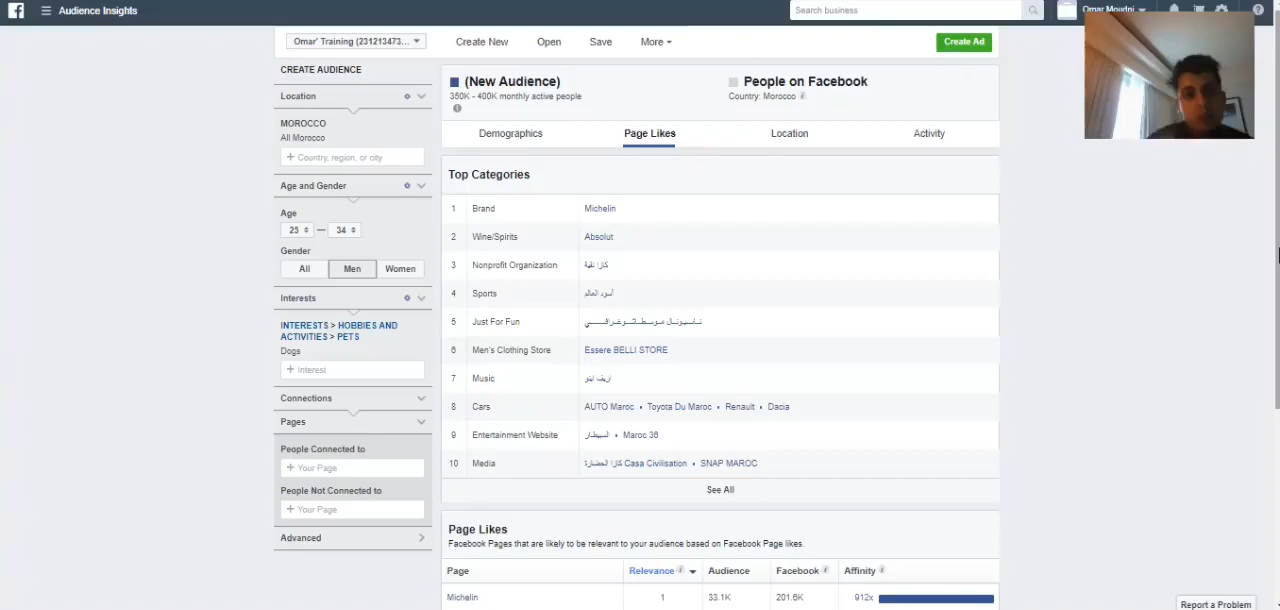 Audience Insights
Search business
Omar Moudni
Omar' Training (231213473...
Create New
Open
Save
More
Create Ad
CREATE AUDIENCE
Location
MOROCCO
All Morocco
+ Country, region, or city
Age and Gender
Age
25 — 34
Gender
All
Men
Women
Interests
INTERESTS > HOBBIES AND
ACTIVITIES > PETS
Dogs
+ Interest
Connections
Pages
People Connected to
+ Your Page
People Not Connected to
+ Your Page
Advanced
(New Audience)
350K - 400K monthly active people
People on Facebook
Country: Morocco
Demographics
Page Likes
Location
Activity
Top Categories
1 Brand Michelin
2 Wine/Spirits Absolut
3 Nonprofit Organization كازا نقية
4 Sports أسود العالم
5 Just For Fun
6 Men's Clothing Store Essere BELLI STORE
7 Music
8 Cars AUTO Maroc • Toyota Du Maroc • Renault • Dacia
9 Entertainment Website • Maroc 36
10 Media كازا الحضارة Casa Civilisation • SNAP MAROC
See All
Page Likes
Facebook Pages that are likely to be relevant to your audience based on Facebook Page likes.
Page Relevance Audience Facebook Affinity
Michelin 1 33.1K 201.6K 912x
Report a Problem